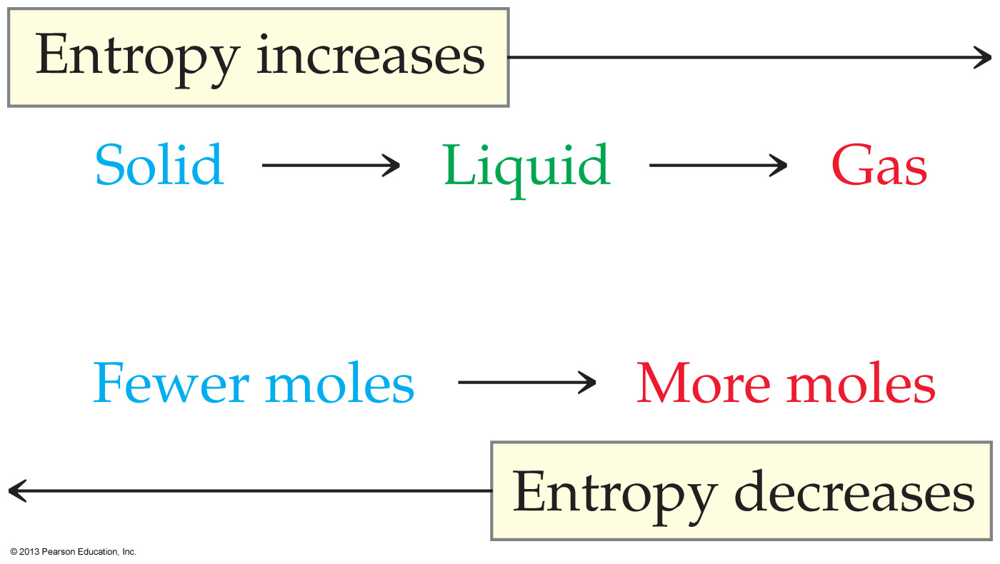 Entropy increases
Solid Liquid Gas
Fewer moles More moles
Entropy decreases
© 2013 Pearson Education, Inc.